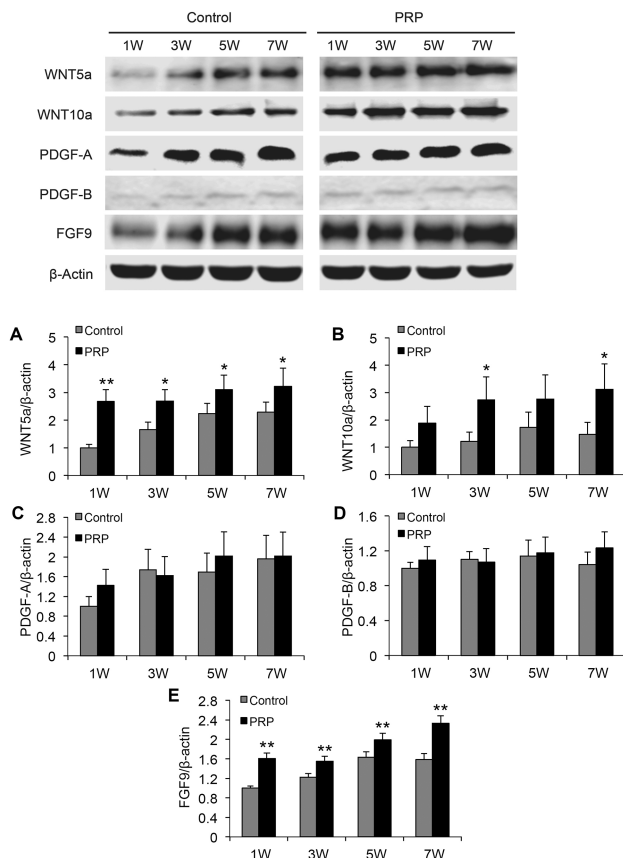 Control PRP
1W 3W 5W 7W 1W 3W 5W 7W
WNT5a
WNT10a
PDGF-A
PDGF-B
FGF9
β-Actin
A
Control
PRP
WNT5a/β-actin
5
4
3
2
1
0
** * * *
1W 3W 5W 7W
B
Control
PRP
WNT10a/β-actin
5
4
3
2
1
0
* *
1W 3W 5W 7W
C
Control
PRP
PDGF-A/β-actin
2.8
2.4
2
1.6
1.2
0.8
0.4
0
1W 3W 5W 7W
D
Control
PRP
PDGF-B/β-actin
1.6
1.2
0.8
0.4
0
1W 3W 5W 7W
E
Control
PRP
FGF9/β-actin
2.8
2.4
2
1.6
1.2
0.8
0.4
0
** ** ** **
1W 3W 5W 7W